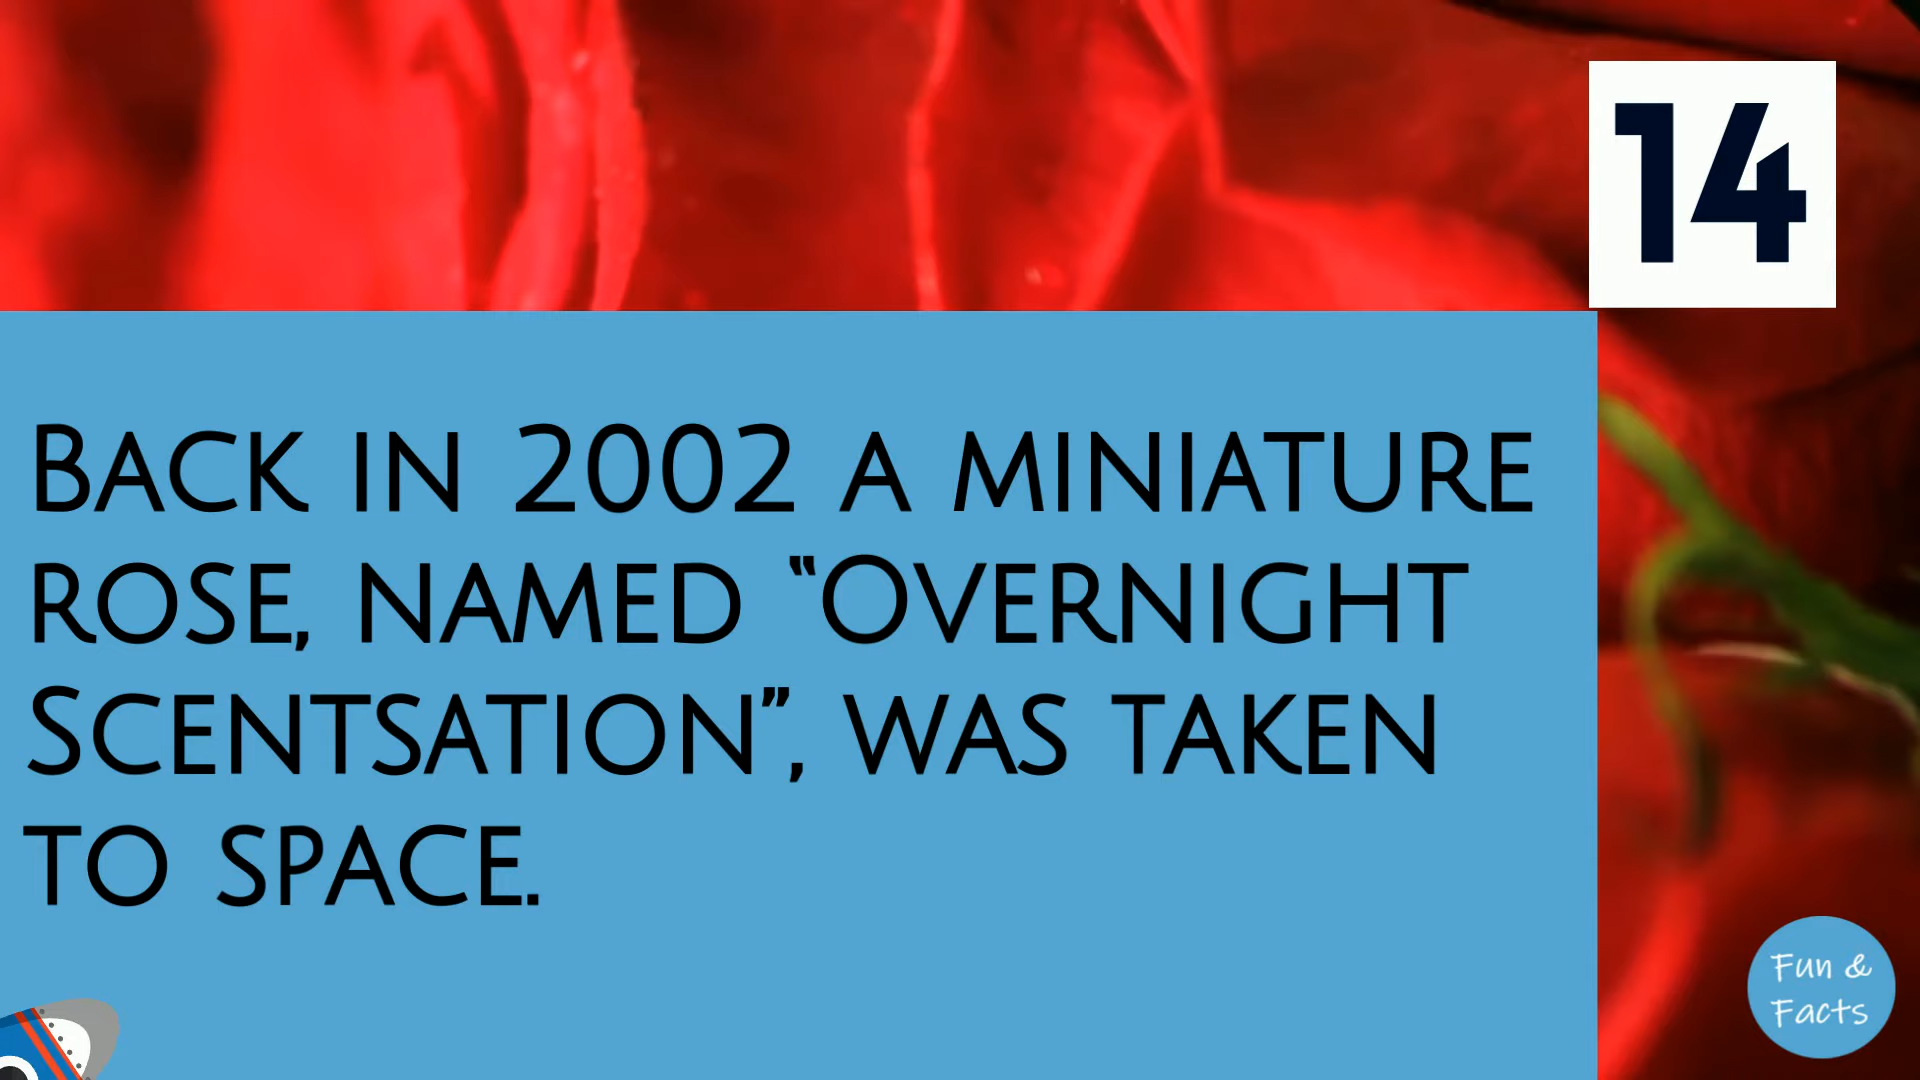 14
Back in 2002 a miniature
rose, named “Overnight
Scentsation”, was taken
to space.
Fun &
Facts